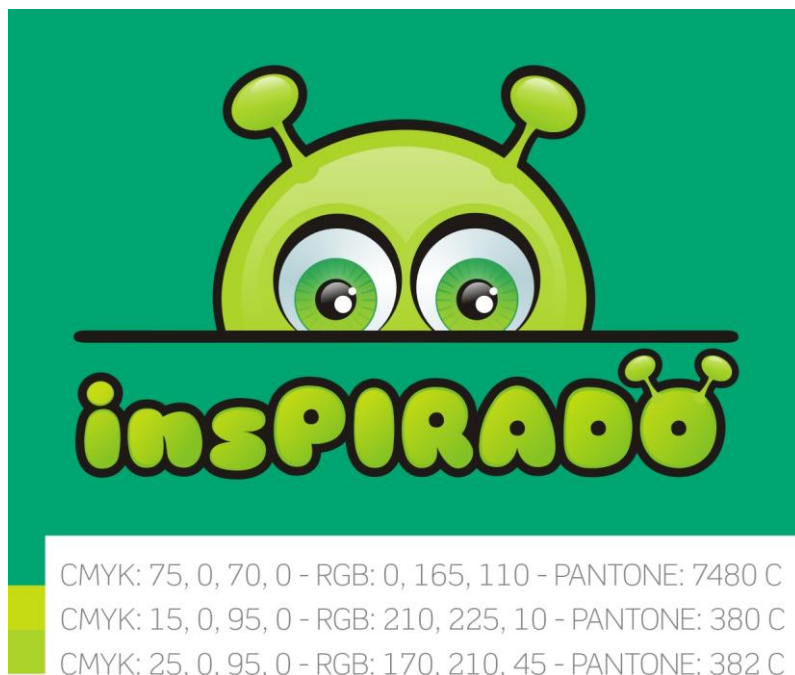 insPIRADO
CMYK: 75, 0, 70, 0 - RGB: 0, 165, 110 - PANTONE: 7480 C
CMYK: 15, 0, 95, 0 - RGB: 210, 225, 10 - PANTONE: 380 C
CMYK: 25, 0, 95, 0 - RGB: 170, 210, 45 - PANTONE: 382 C